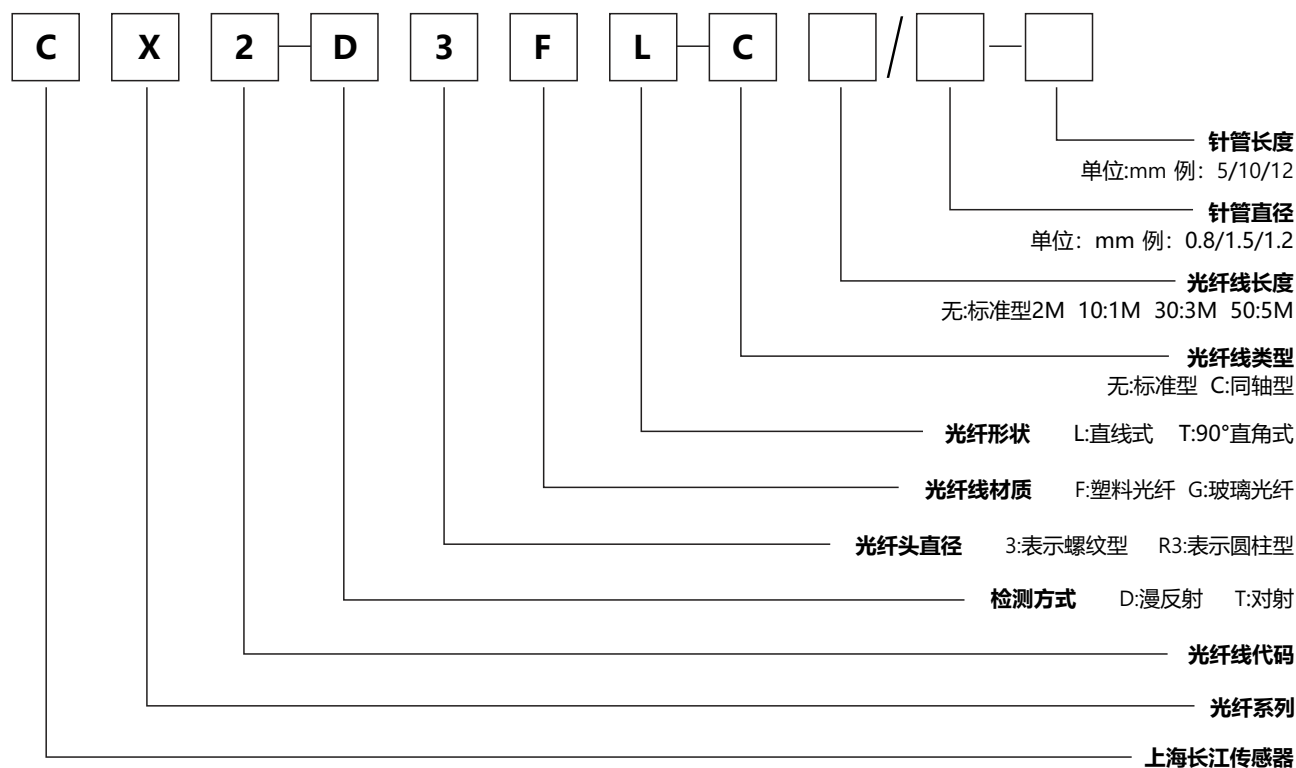 C X 2 - D 3 F L - C / -
针管长度
单位:mm 例：5/10/12
针管直径
单位：mm 例：0.8/1.5/1.2
光纤线长度
无:标准型2M 10:1M 30:3M 50:5M
光纤线类型
无:标准型 C:同轴型
光纤形状 L:直线式 T:90°直角式
光纤线材质 F:塑料光纤 G:玻璃光纤
光纤头直径 3:表示螺纹型 R3:表示圆柱型
检测方式 D:漫反射 T:对射
光纤线代码
光纤系列
上海长江传感器